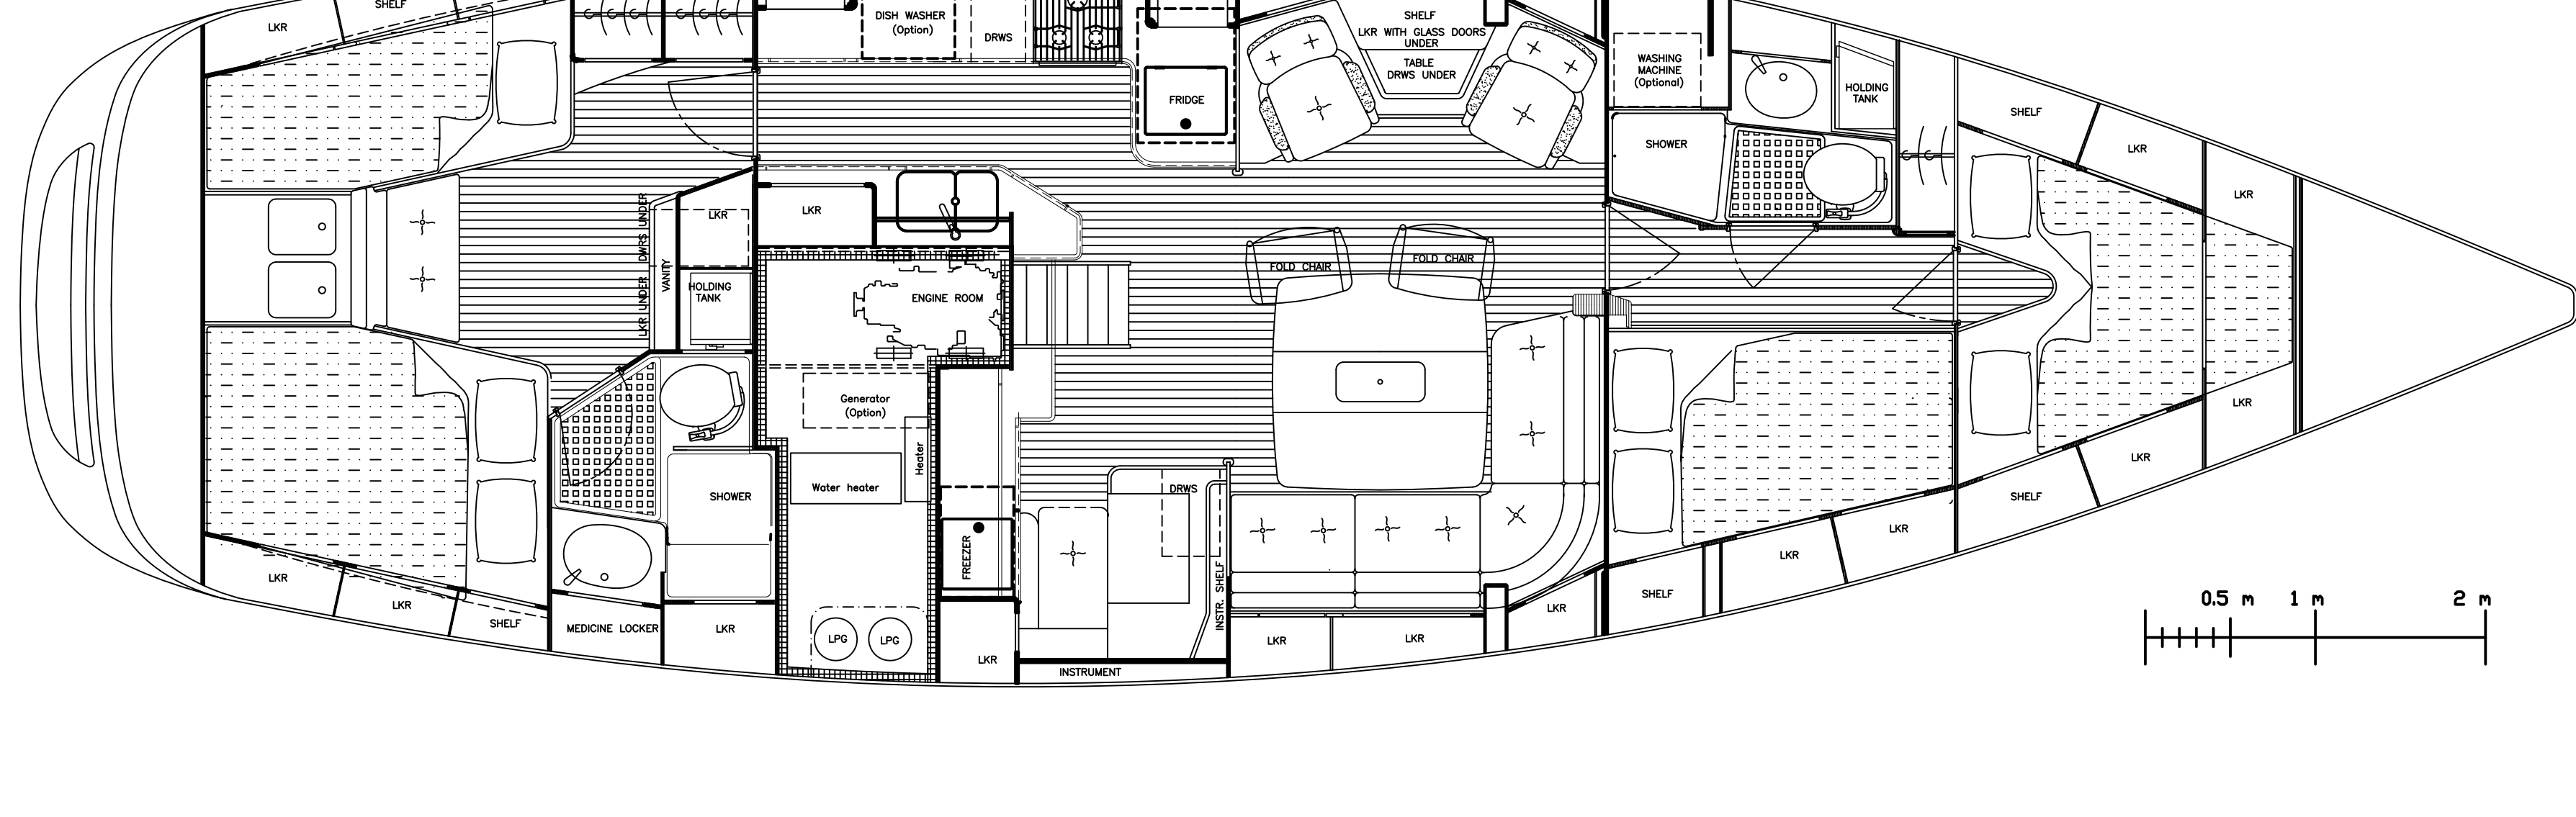 LKR
SHELF
DISH WASHER
(Option)
DRWS
SHELF
LKR WITH GLASS DOORS
UNDER
TABLE
DRWS UNDER
FRIDGE
WASHING
MACHINE
(Optional)
HOLDING
TANK
SHOWER
SHELF
LKR
LKR
LKR UNDER DWRS UNDER
VANITY
LKR
HOLDING
TANK
LKR
ENGINE ROOM
FOLD CHAIR
FOLD CHAIR
Generator
(Option)
Heater
Water heater
SHOWER
FREEZER
DRWS
INSTR. SHELF
LKR
LKR
SHELF
MEDICINE LOCKER
LKR
LPG
LPG
LKR
INSTRUMENT
LKR
LKR
LKR
SHELF
LKR
LKR
SHELF
LKR
LKR
0.5 m 1 m 2 m